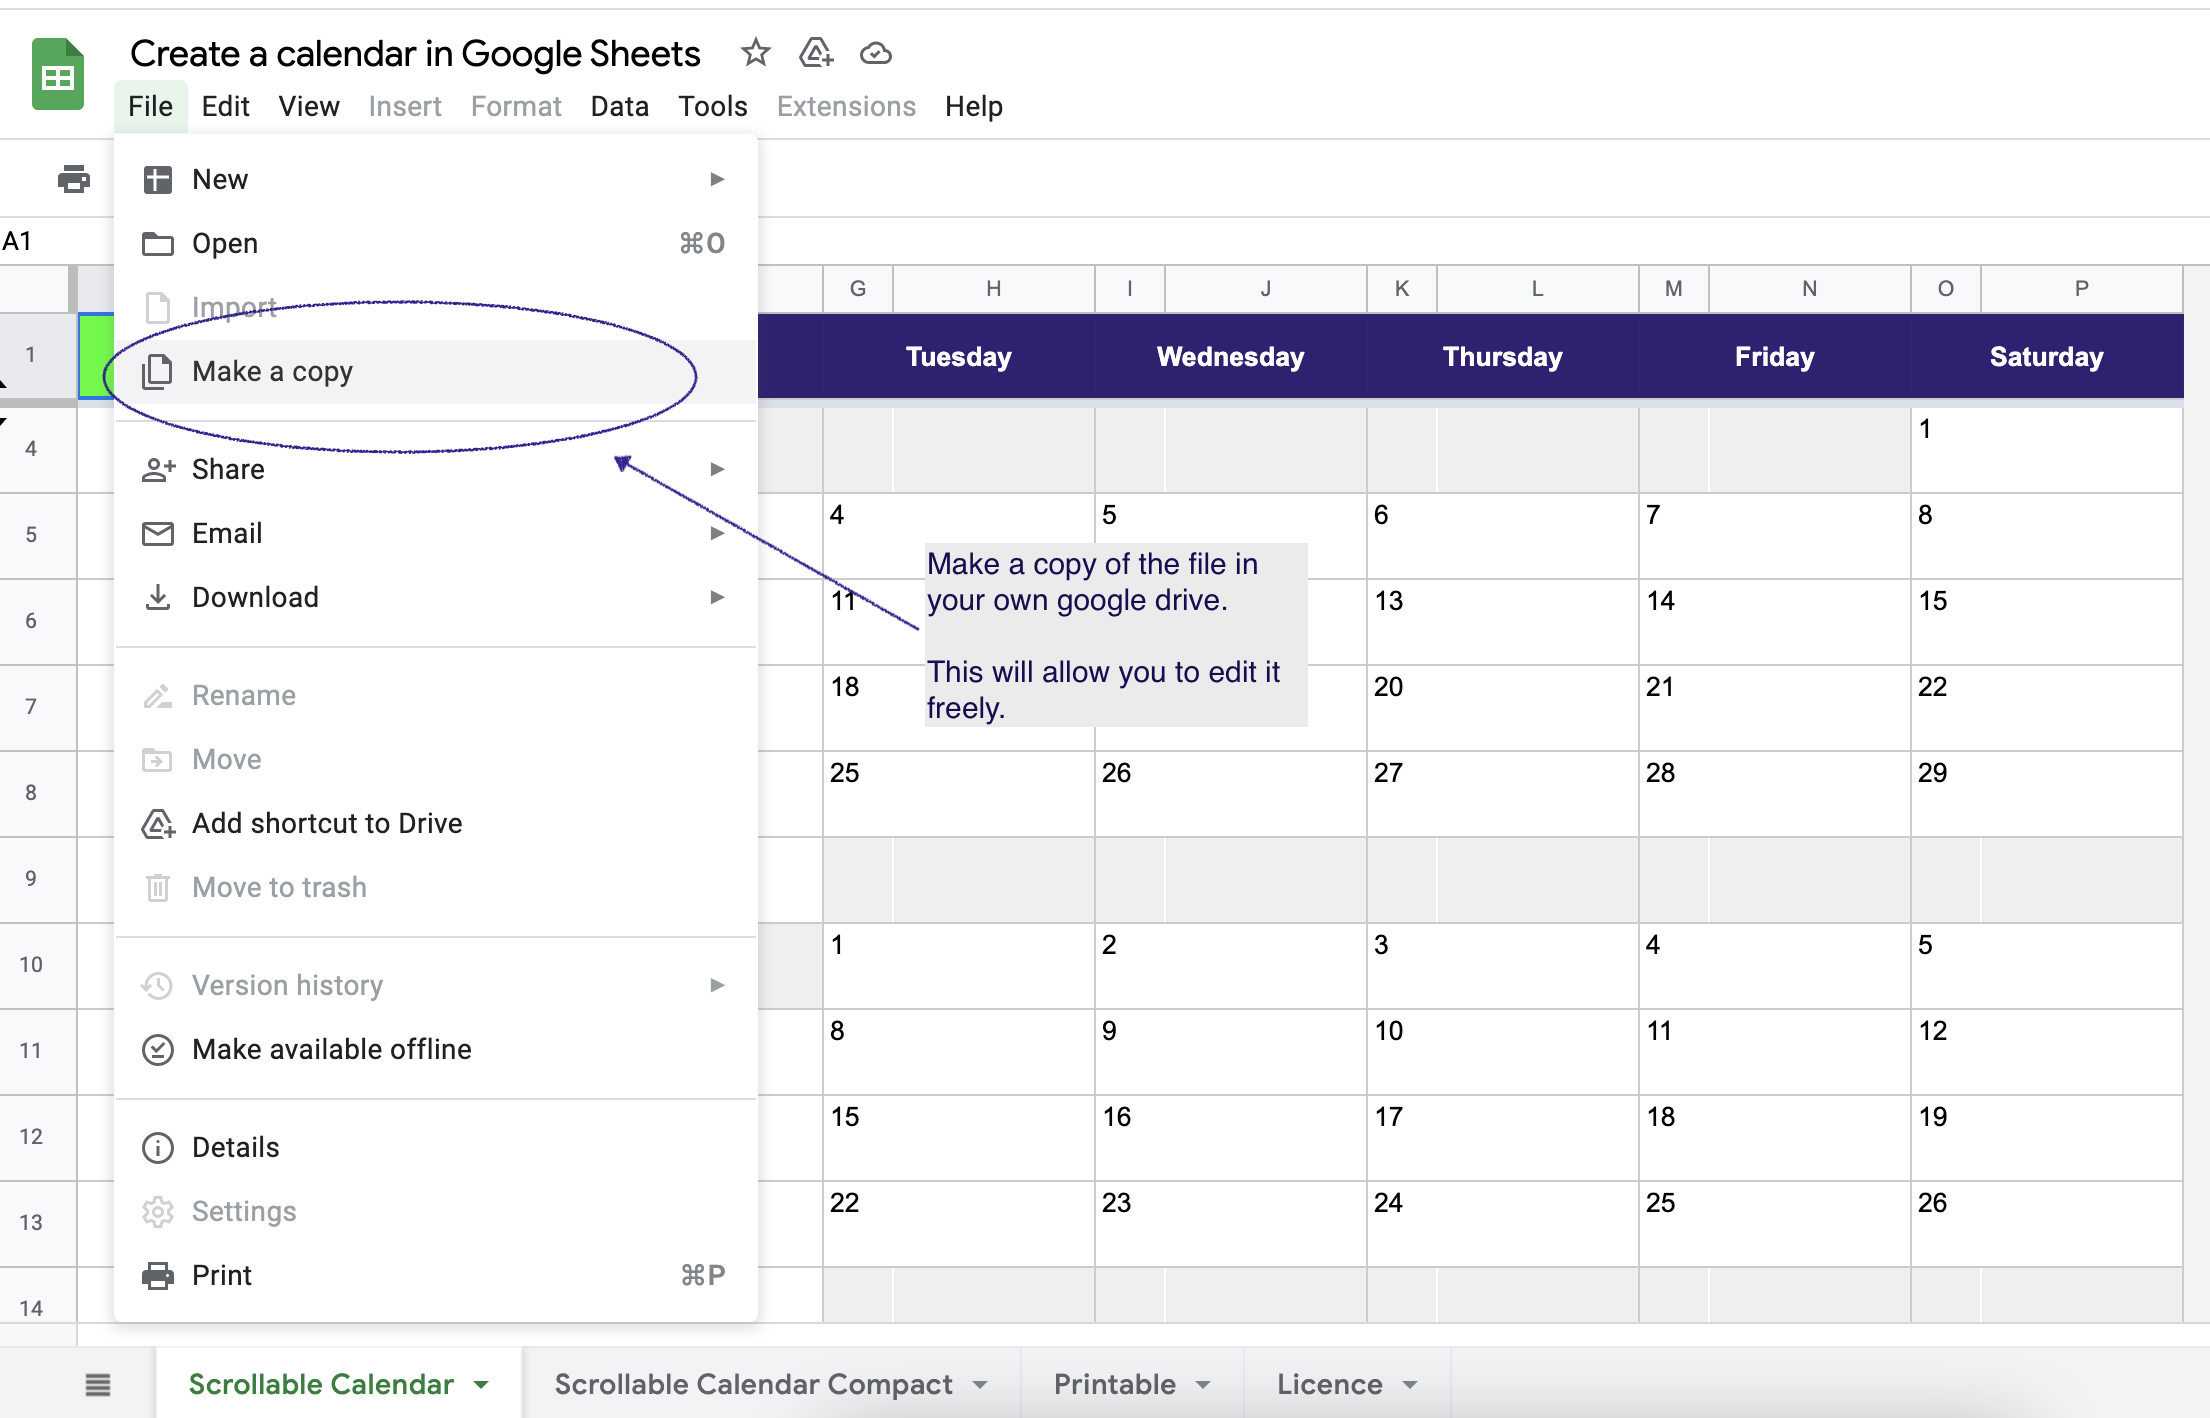 Create a calendar in Google Sheets
File Edit View Insert Format Data Tools Extensions Help
A1
New
Open ⌘O
Import
Make a copy
Share
Email
Download
Rename
Move
Add shortcut to Drive
Move to trash
Version history
Make available offline
Details
Settings
Print ⌘P
G H I J K L M N O P
1 Tuesday Wednesday Thursday Friday Saturday
4 1
5 4 5 6 7 8
6 11 13 14 15
7 18 20 21 22
8 25 26 27 28 29
9
10 1 2 3 4 5
11 8 9 10 11 12
12 15 16 17 18 19
13 22 23 24 25 26
14
Make a copy of the file in
your own google drive.
This will allow you to edit it
freely.
Scrollable Calendar Scrollable Calendar Compact Printable Licence